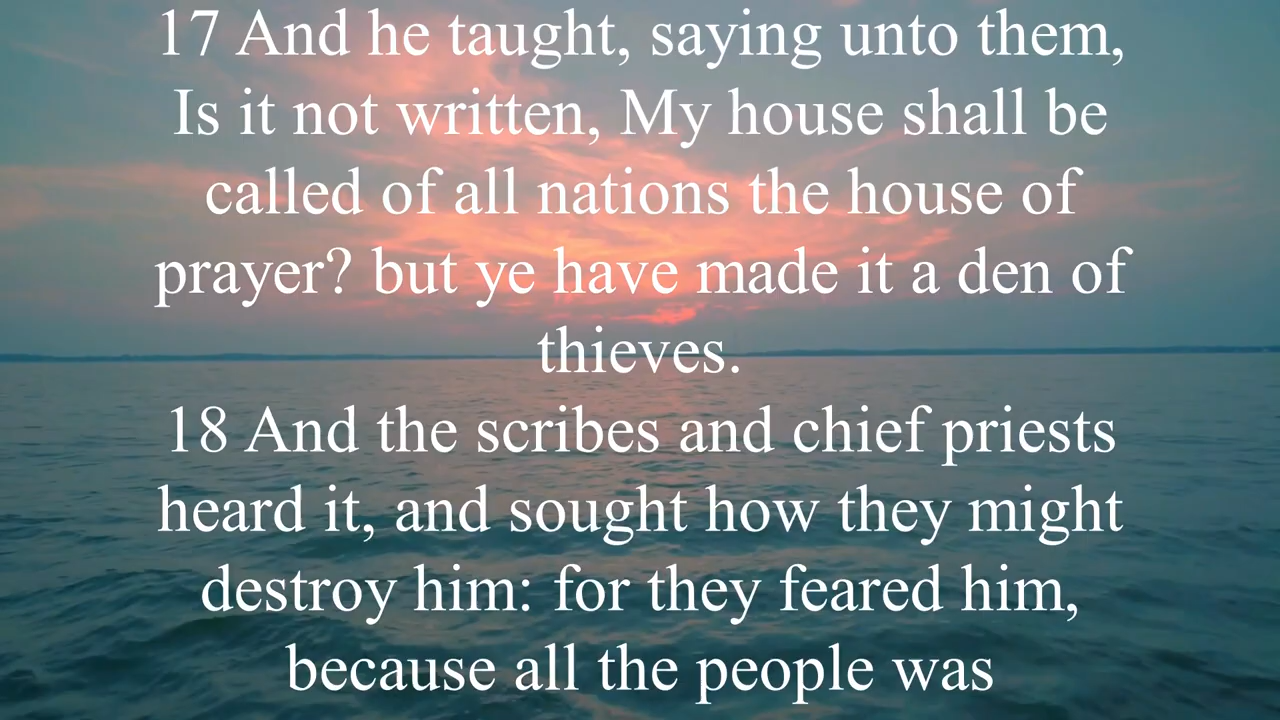 17 And he taught, saying unto them,
Is it not written, My house shall be
called of all nations the house of
prayer? but ye have made it a den of
thieves.
18 And the scribes and chief priests
heard it, and sought how they might
destroy him: for they feared him,
because all the people was